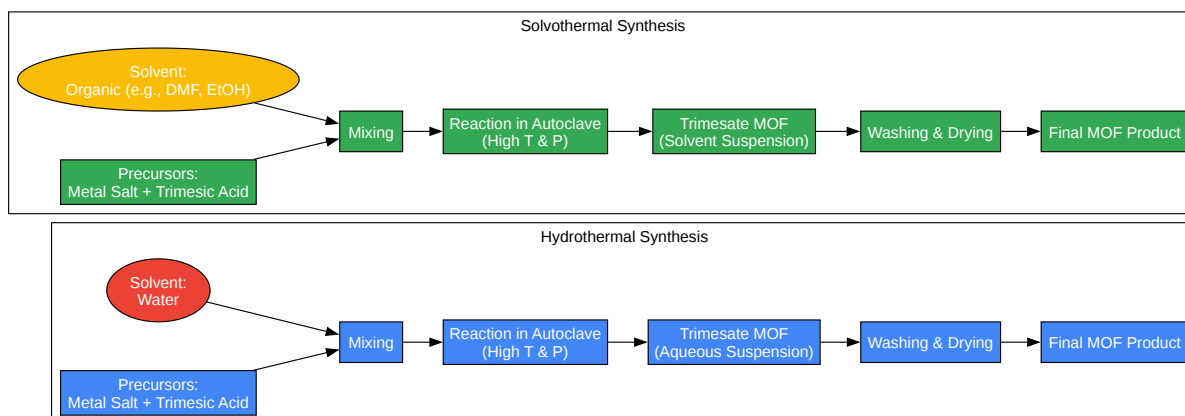 Solvothermal Synthesis
Solvent:
Organic (e.g., DMF, EtOH)
Precursors:
Metal Salt + Trimesic Acid
Mixing
Reaction in Autoclave
(High T & P)
Trimesate MOF
(Solvent Suspension)
Washing & Drying
Final MOF Product
Hydrothermal Synthesis
Solvent:
Water
Precursors:
Metal Salt + Trimesic Acid
Mixing
Reaction in Autoclave
(High T & P)
Trimesate MOF
(Aqueous Suspension)
Washing & Drying
Final MOF Product